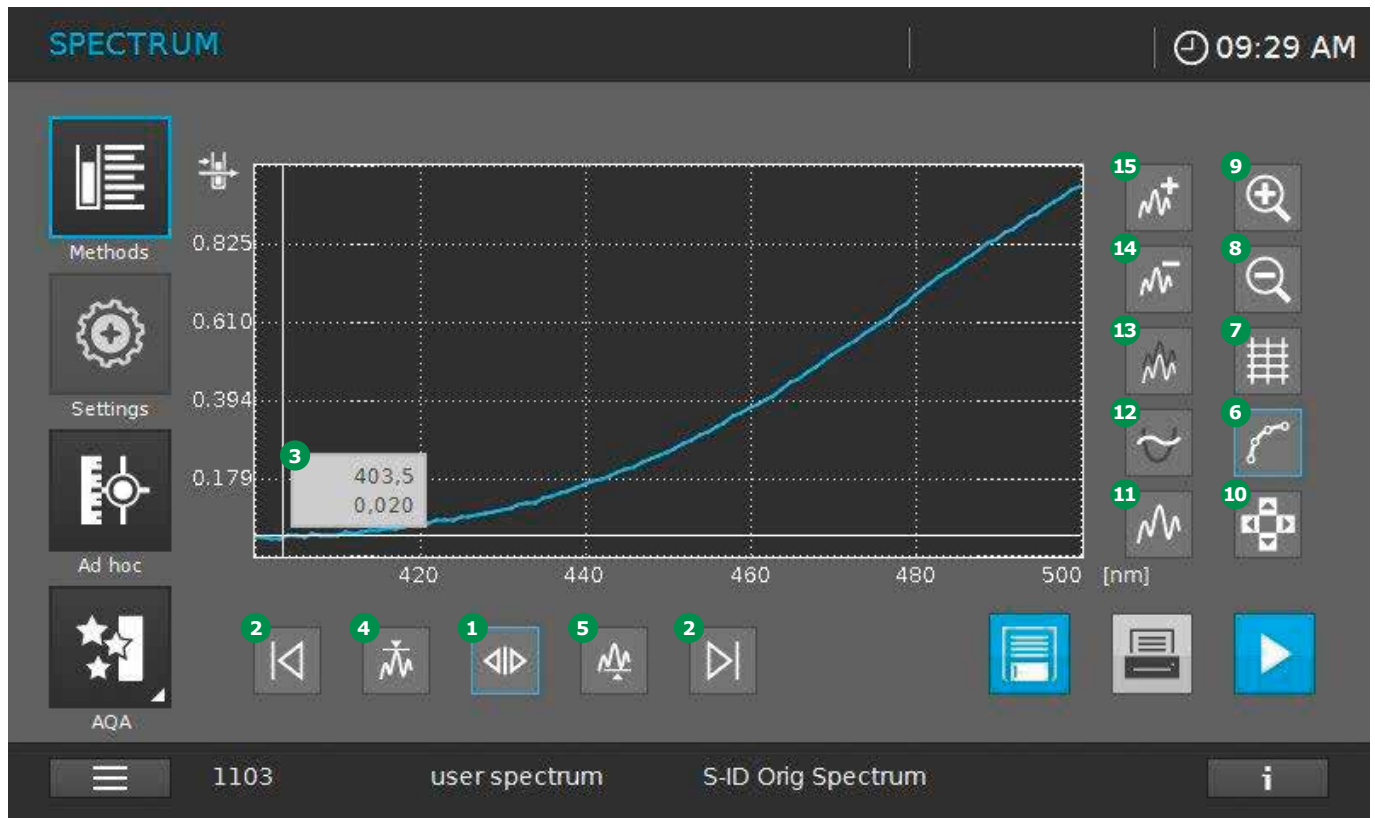 SPECTRUM
09:29 AM
15
9
Methods
0.825
14
8
13
7
0.610
Settings
0.394
12
6
3
403,5
0,020
0.179
11
10
Ad hoc
420 440 460 480 500 [nm]
2 4 1 5 2
AQA
1103 user spectrum S-ID Orig Spectrum i